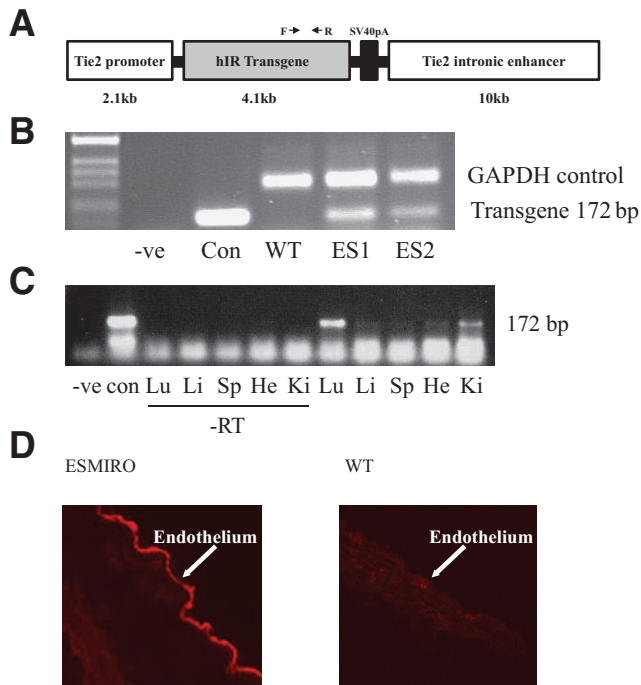 A
F R SV40pA
Tie2 promoter hIR Transgene Tie2 intronic enhancer
2.1kb 4.1kb 10kb
B
GAPDH control
Transgene 172 bp
-ve Con WT ES1 ES2
C
172 bp
-ve con Lu Li Sp He Ki Lu Li Sp He Ki
-RT
D
ESMIRO WT
Endothelium Endothelium